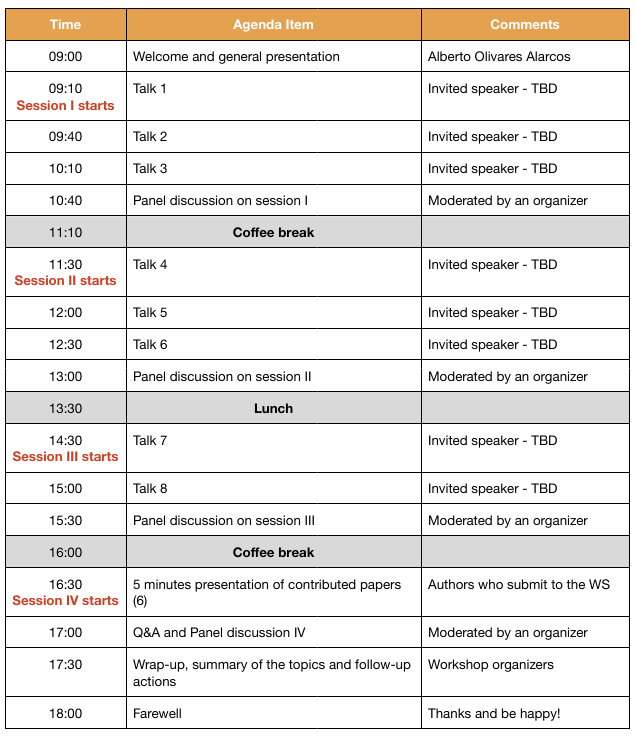 Time Agenda Item Comments
09:00 Welcome and general presentation Alberto Olivares Alarcos
09:10 Talk 1 Invited speaker - TBD
Session I starts
09:40 Talk 2 Invited speaker - TBD
10:10 Talk 3 Invited speaker - TBD
10:40 Panel discussion on session I Moderated by an organizer
11:10 Coffee break
11:30 Talk 4 Invited speaker - TBD
Session II starts
12:00 Talk 5 Invited speaker - TBD
12:30 Talk 6 Invited speaker - TBD
13:00 Panel discussion on session II Moderated by an organizer
13:30 Lunch
14:30 Talk 7 Invited speaker - TBD
Session III starts
15:00 Talk 8 Invited speaker - TBD
15:30 Panel discussion on session III Moderated by an organizer
16:00 Coffee break
16:30 5 minutes presentation of contributed papers Authors who submit to the WS
Session IV starts (6)
17:00 Q&A and Panel discussion IV Moderated by an organizer
17:30 Wrap-up, summary of the topics and follow-up Workshop organizers
actions
18:00 Farewell Thanks and be happy!